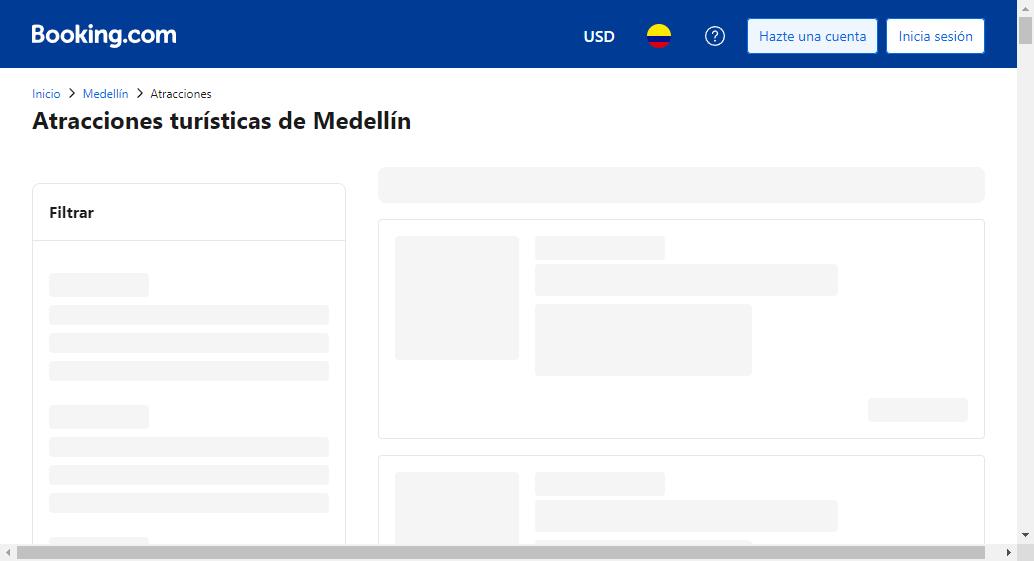 Booking.com
USD
Hazte una cuenta
Inicia sesión
Inicio
Medellín
Atracciones
Atracciones turísticas de Medellín
Filtrar